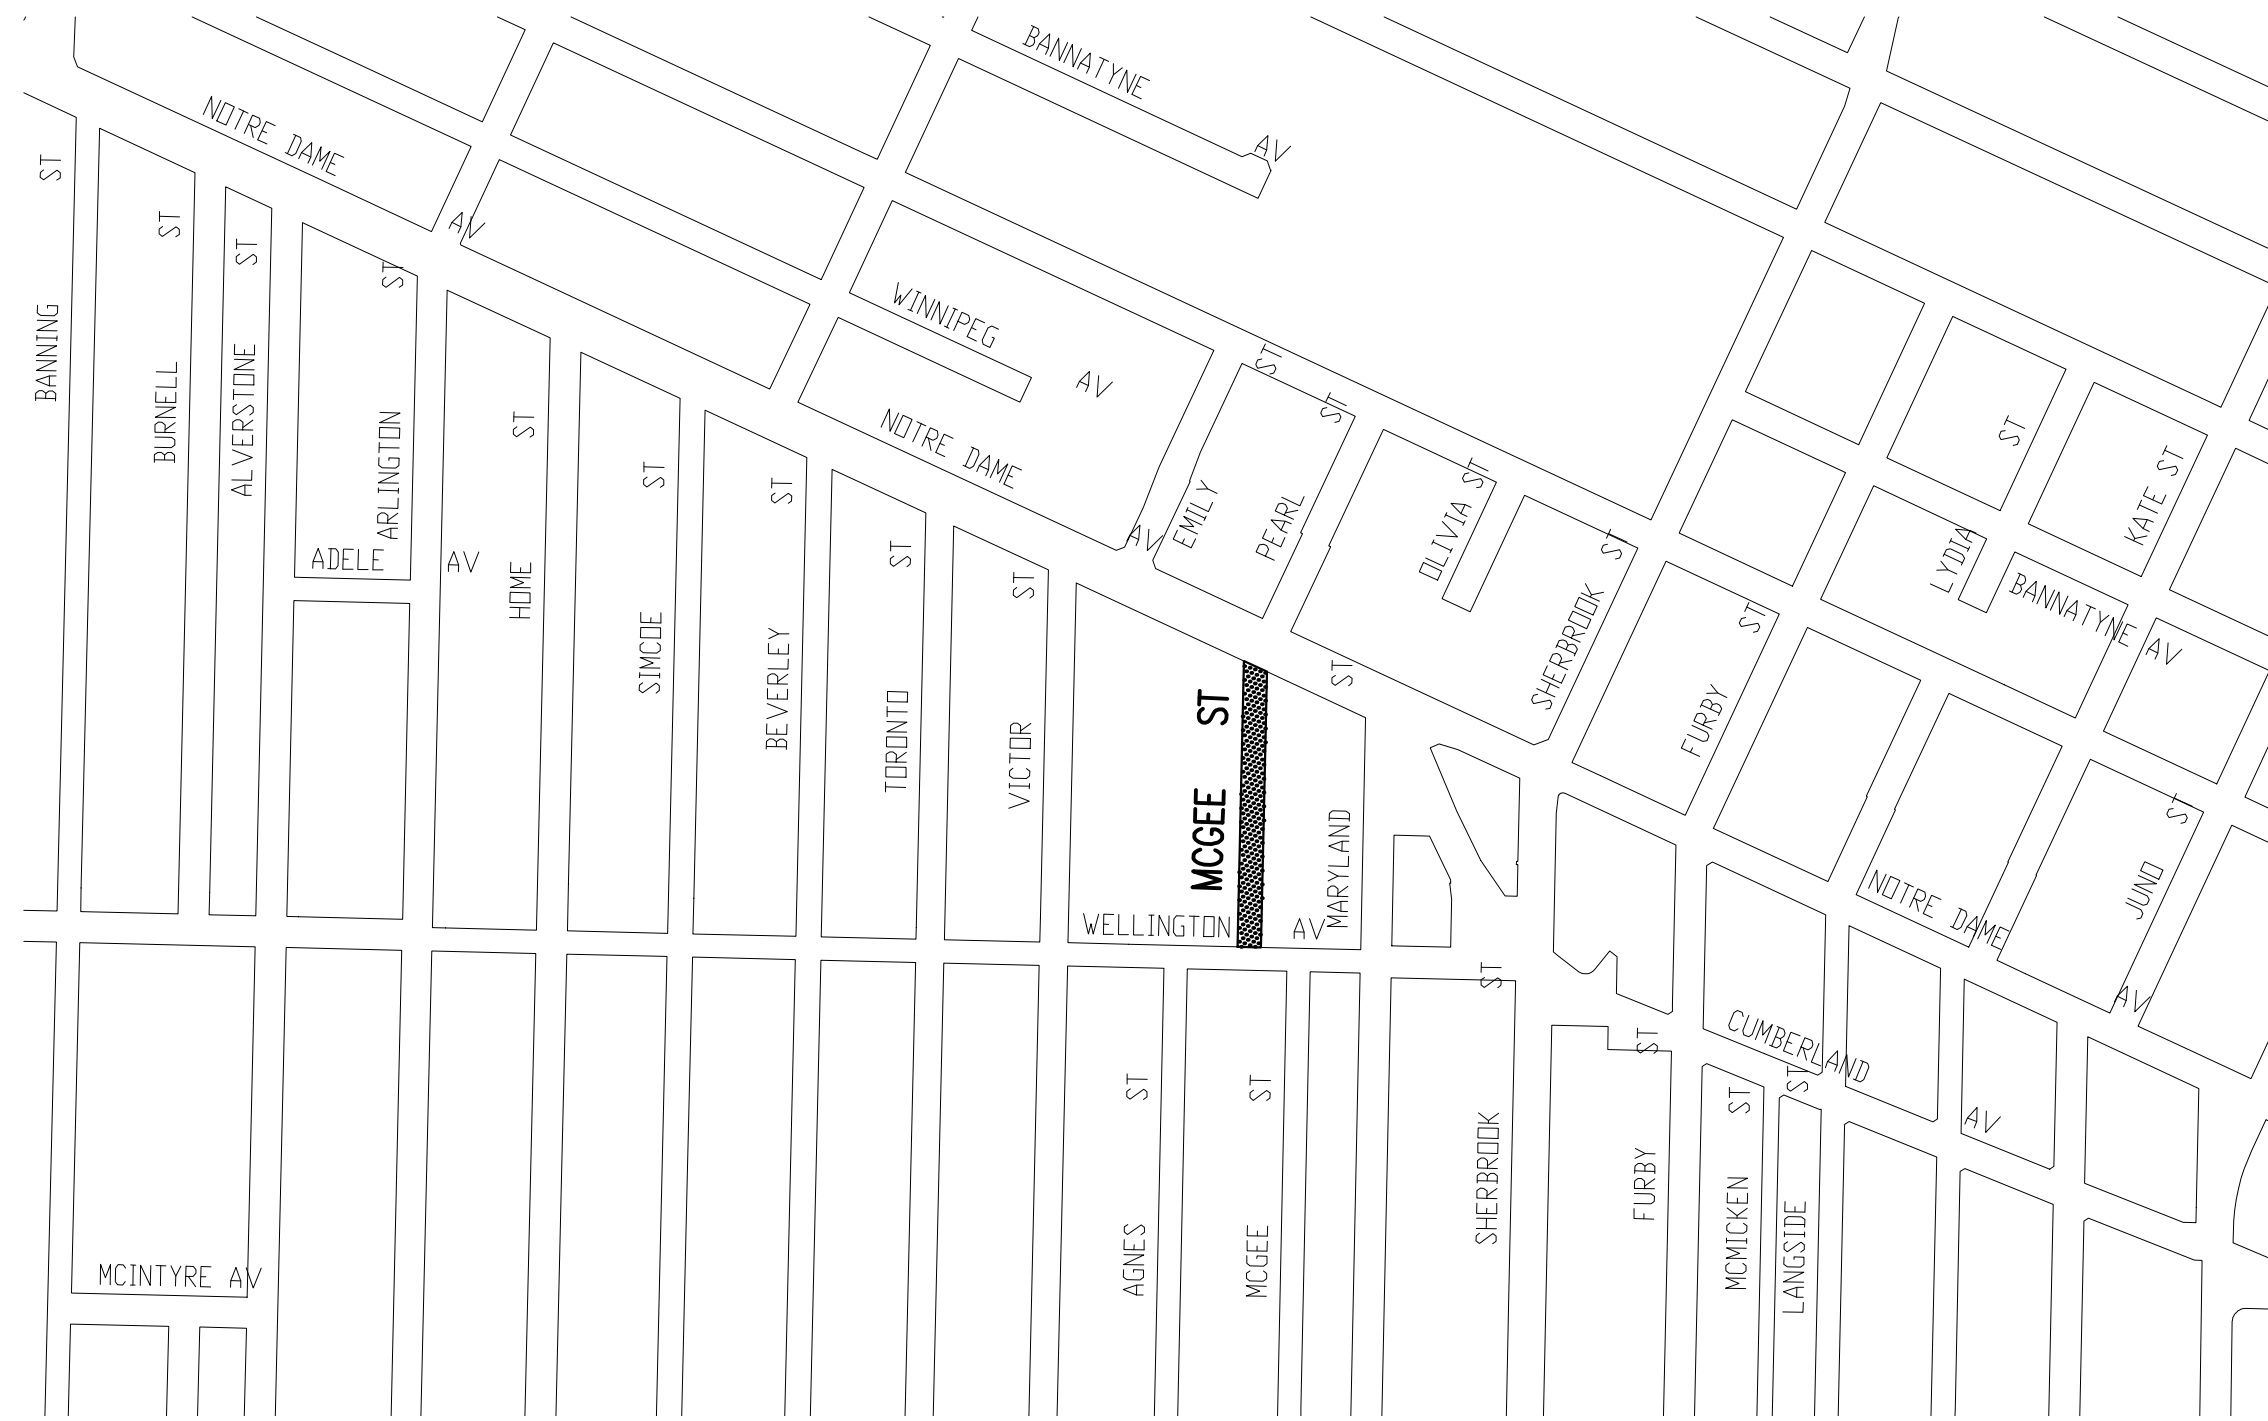 BANNATYNE AV
NOTRE DAME AV
BANNING ST
BURNELL ST
ALVERSTONE ST
ARLINGTON ST
ADELE AV
HOME ST
SIMCOE ST
BEVERLEY ST
TORONTO ST
VICTOR ST
WINNIPEG AV
NOTRE DAME AV
EMILY ST
PEARL ST
OLIVIA ST
SHERBROOK ST
FURBY ST
LYDIA ST
KATE ST
BANNATYNE AV
JUNO ST
NOTRE DAME AV
MCGEE ST
MARYLAND ST
WELLINGTON AV
CUMBERLAND AV
AGNES ST
MCGEE ST
SHERBROOK ST
FURBY ST
MCMICKEN ST
LANGSIDE ST
MCINTYRE AV